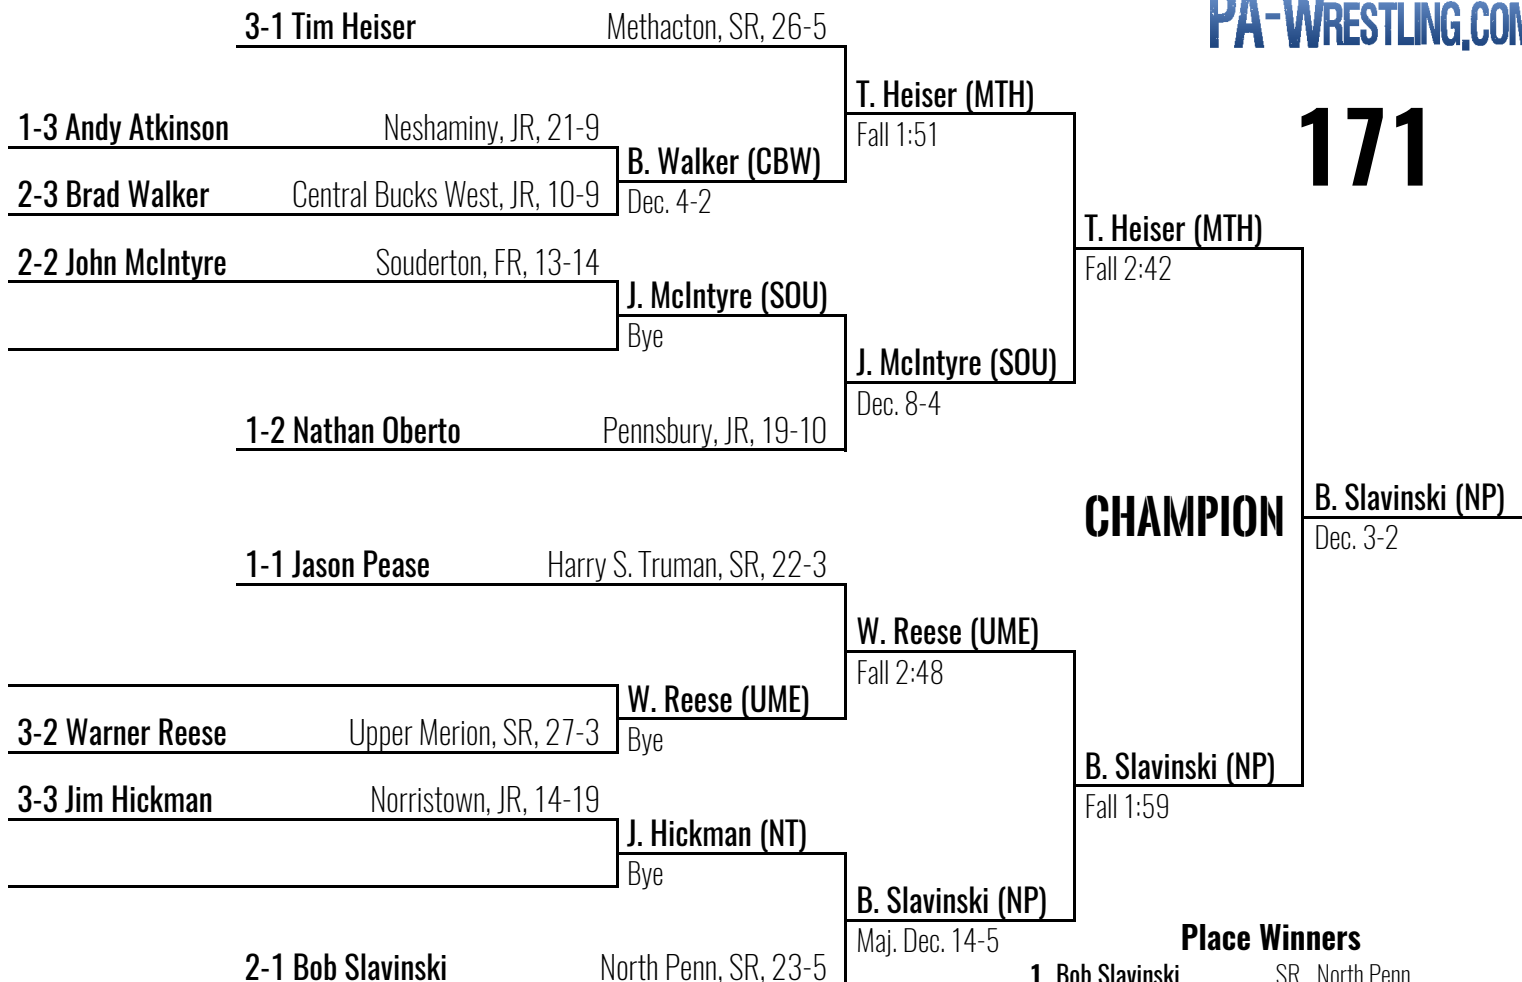 PA-WRESTLING.COM
171
3-1 Tim Heiser Methacton, SR, 26-5
T. Heiser (MTH)
Fall 1:51
1-3 Andy Atkinson Neshaminy, JR, 21-9
B. Walker (CBW)
Dec. 4-2
2-3 Brad Walker Central Bucks West, JR, 10-9
T. Heiser (MTH)
Fall 2:42
2-2 John McIntyre Souderton, FR, 13-14
J. McIntyre (SOU)
Bye
J. McIntyre (SOU)
Dec. 8-4
1-2 Nathan Oberto Pennsbury, JR, 19-10
CHAMPION
B. Slavinski (NP)
Dec. 3-2
1-1 Jason Pease Harry S. Truman, SR, 22-3
W. Reese (UME)
Fall 2:48
W. Reese (UME)
Bye
3-2 Warner Reese Upper Merion, SR, 27-3
B. Slavinski (NP)
Fall 1:59
3-3 Jim Hickman Norristown, JR, 14-19
J. Hickman (NT)
Bye
B. Slavinski (NP)
Maj. Dec. 14-5
2-1 Bob Slavinski North Penn, SR, 23-5
Place Winners
1 Bob Slavinski SR North Penn